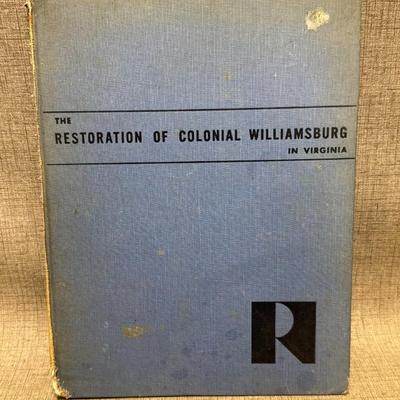 THE
RESTORATION OF COLONIAL WILLIAMSBURG
IN VIRGINIA
R